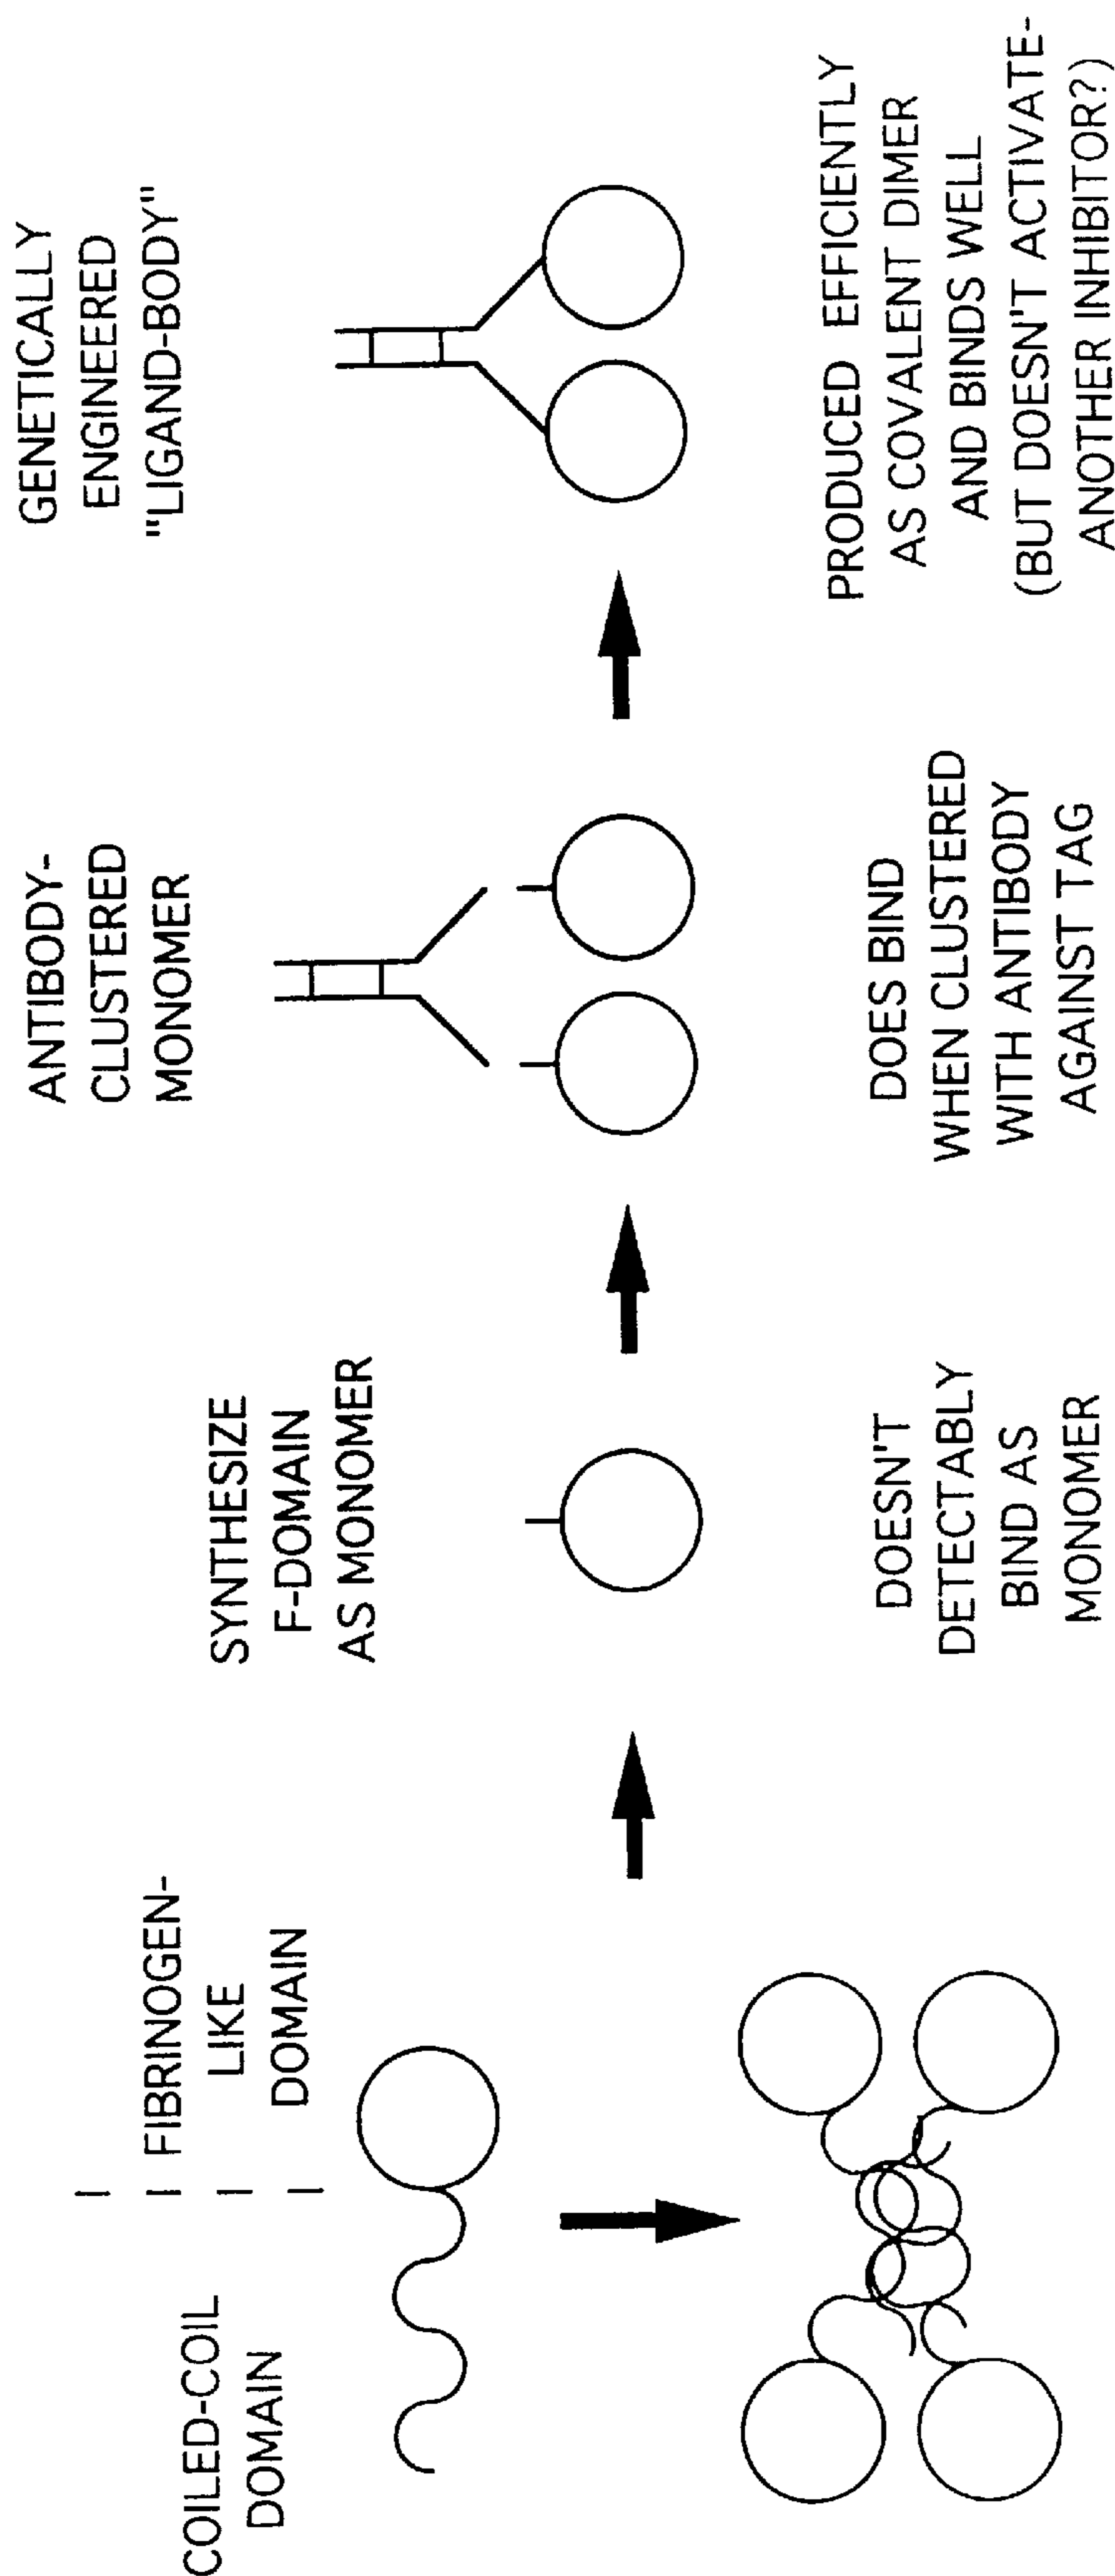 COILED-COIL
DOMAIN
FIBRINOGEN-
LIKE
DOMAIN
SYNTHESIZE
F-DOMAIN
AS MONOMER
DOESN'T
DETECTABLY
BIND AS
MONOMER
ANTIBODY-
CLUSTERED
MONOMER
DOES BIND
WHEN CLUSTERED
WITH ANTIBODY
AGAINST TAG
GENETICALLY
ENGINEERED
"LIGAND-BODY"
PRODUCED EFFICIENTLY
AS COVALENT DIMER
AND BINDS WELL
(BUT DOESN'T ACTIVATE-
ANOTHER INHIBITOR?)